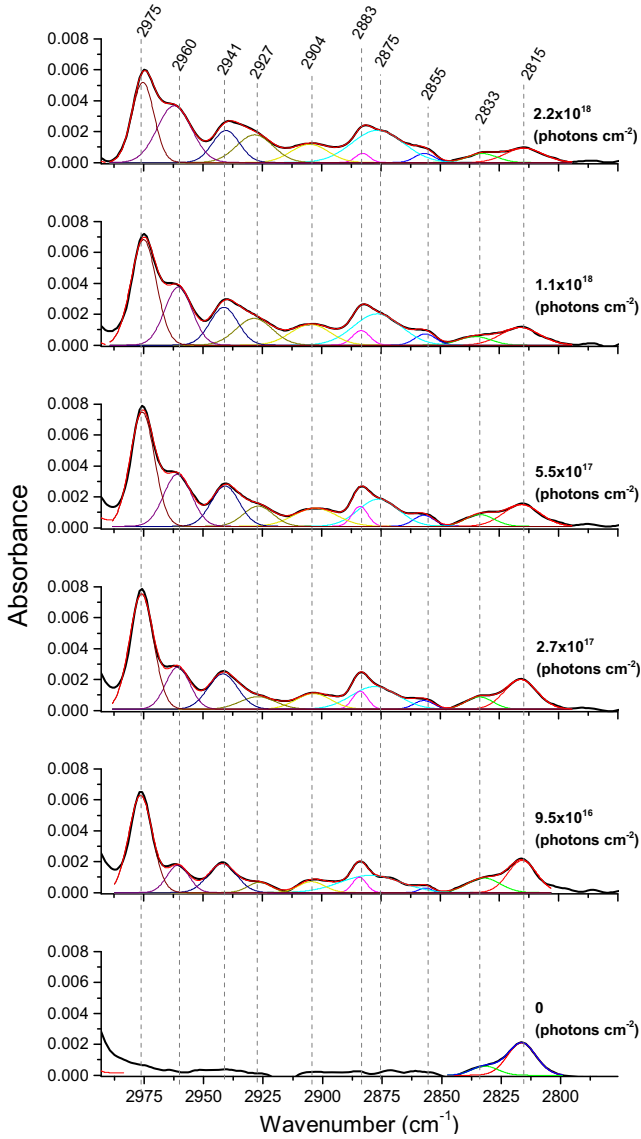 2975
2960
2941
2927
2904
2883
2875
2855
2833
2815
0.008
0.006
0.004
0.002
0.000
2.2x10¹⁸
(photons cm⁻²)
0.008
0.006
0.004
0.002
0.000
1.1x10¹⁸
(photons cm⁻²)
0.008
0.006
0.004
0.002
0.000
5.5x10¹⁷
(photons cm⁻²)
Absorbance
0.008
0.006
0.004
0.002
0.000
2.7x10¹⁷
(photons cm⁻²)
0.008
0.006
0.004
0.002
0.000
9.5x10¹⁶
(photons cm⁻²)
0.008
0.006
0.004
0.002
0.000
0
(photons cm⁻²)
2975 2950 2925 2900 2875 2850 2825 2800
Wavenumber (cm⁻¹)